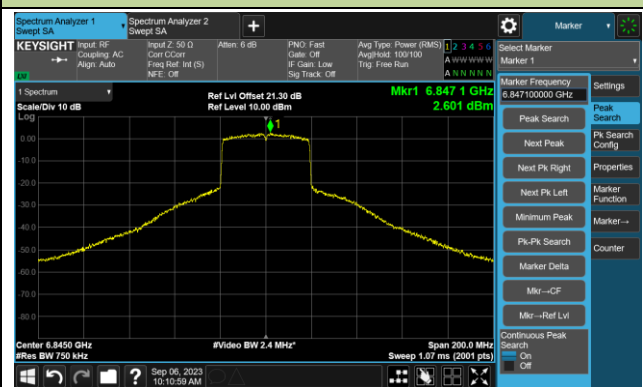 Spectrum Analyzer 1
Swept SA
Spectrum Analyzer 2
Swept SA
+
Marker
KEYSIGHT
Input: RF
Coupling: AC
Align: Auto
Input Z: 50 Ω
Corr CCorr
Freq Ref: Int (S)
NFE: Off
Atten: 6 dB
PNO: Fast
Gate: Off
IF Gain: Low
Sig Track: Off
Avg Type: Power (RMS)
Avg|Hold: 100/100
Trig: Free Run
1 2 3 4 5 6
A W W W W W
A N N N N N
LXI
Select Marker
Marker 1
1 Spectrum
Scale/Div 10 dB
Log
Ref Lvl Offset 21.30 dB
Ref Level 10.00 dBm
Mkr1 6.847 1 GHz
2.601 dBm
1
0.00
-10.0
-20.0
-30.0
-40.0
-50.0
-60.0
-70.0
-80.0
Center 6.8450 GHz
#Res BW 750 kHz
#Video BW 2.4 MHz*
Span 200.0 MHz
Sweep 1.07 ms (2001 pts)
Marker Frequency
6.847100000 GHz
Peak Search
Next Peak
Next Pk Right
Next Pk Left
Minimum Peak
Pk-Pk Search
Marker Delta
Mkr→CF
Mkr→Ref Lvl
Continuous Peak
Search
On
Off
Settings
Peak
Search
Pk Search
Config
Properties
Marker
Function
Marker→
Counter
?
Sep 06, 2023
10:10:59 AM